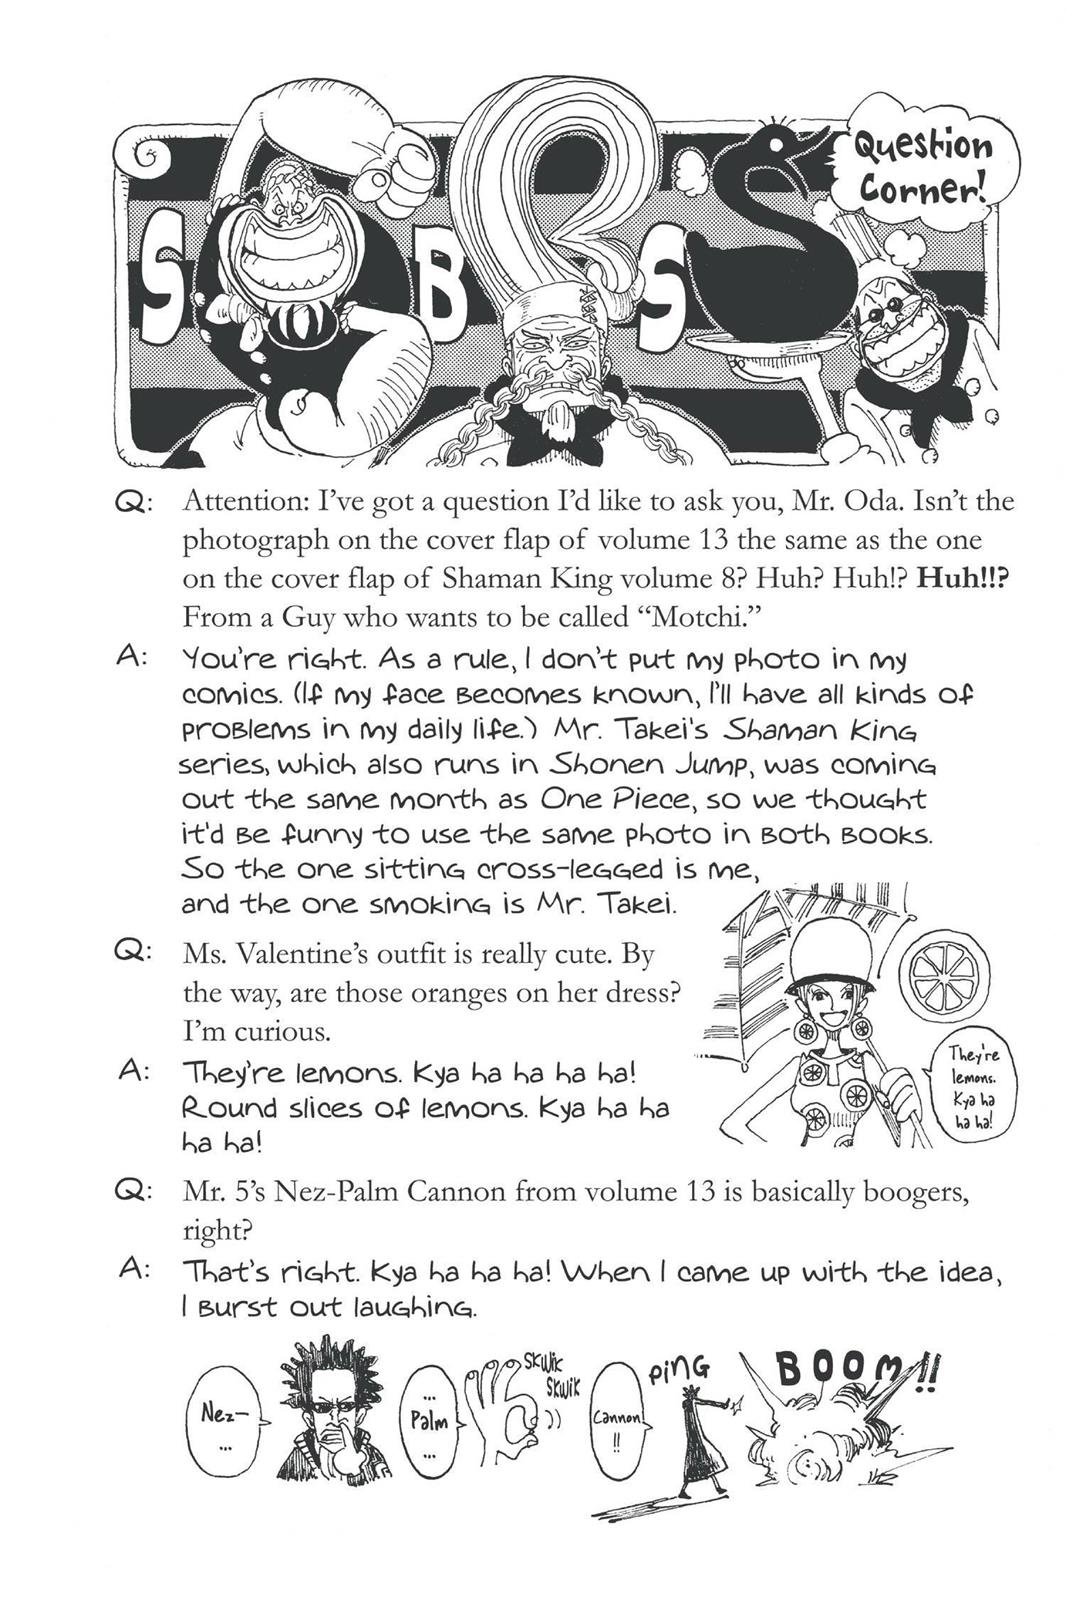 Question
Corner!
S B S
Q: Attention: I've got a question I'd like to ask you, Mr. Oda. Isn't the
photograph on the cover flap of volume 13 the same as the one
on the cover flap of Shaman King volume 8? Huh? Huh!? Huh!!?
From a Guy who wants to be called “Motchi.”
A: You're right. As a rule, I don't put my photo in my
comics. (If my face becomes known, I'll have all kinds of
problems in my daily life.) Mr. Takei's Shaman King
series, which also runs in Shonen Jump, was coming
out the same month as One Piece, so we thought
it'd be funny to use the same photo in both books.
So the one sitting cross-legged is me,
and the one smoking is Mr. Takei.
Q: Ms. Valentine's outfit is really cute. By
the way, are those oranges on her dress?
I'm curious.
A: They're lemons. Kya ha ha ha ha!
Round slices of lemons. Kya ha ha
ha ha!
They're
lemons.
Kya ha
ha ha!
Q: Mr. 5's Nez-Palm Cannon from volume 13 is basically boogers,
right?
A: That's right. Kya ha ha ha! When I came up with the idea,
I burst out laughing.
Nez—
...
...
Palm
...
SKWIK
SKWIK
Cannon
!!
PING
BOOM!!